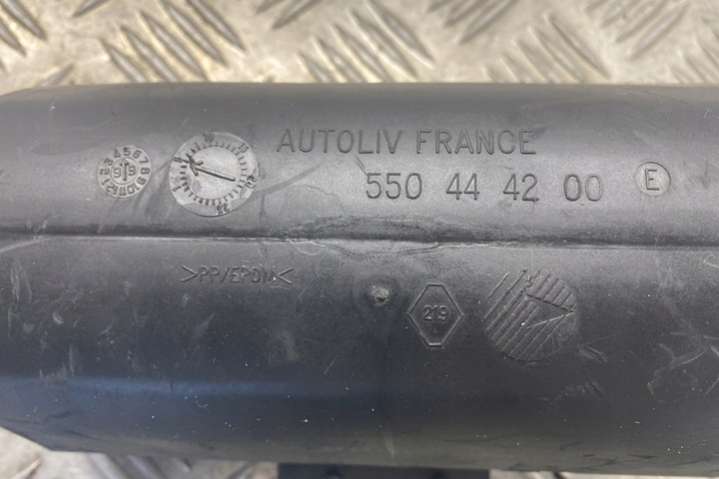 AUTOLIV FRANCE
550 44 42 00 E
>PP/EPDM<
219